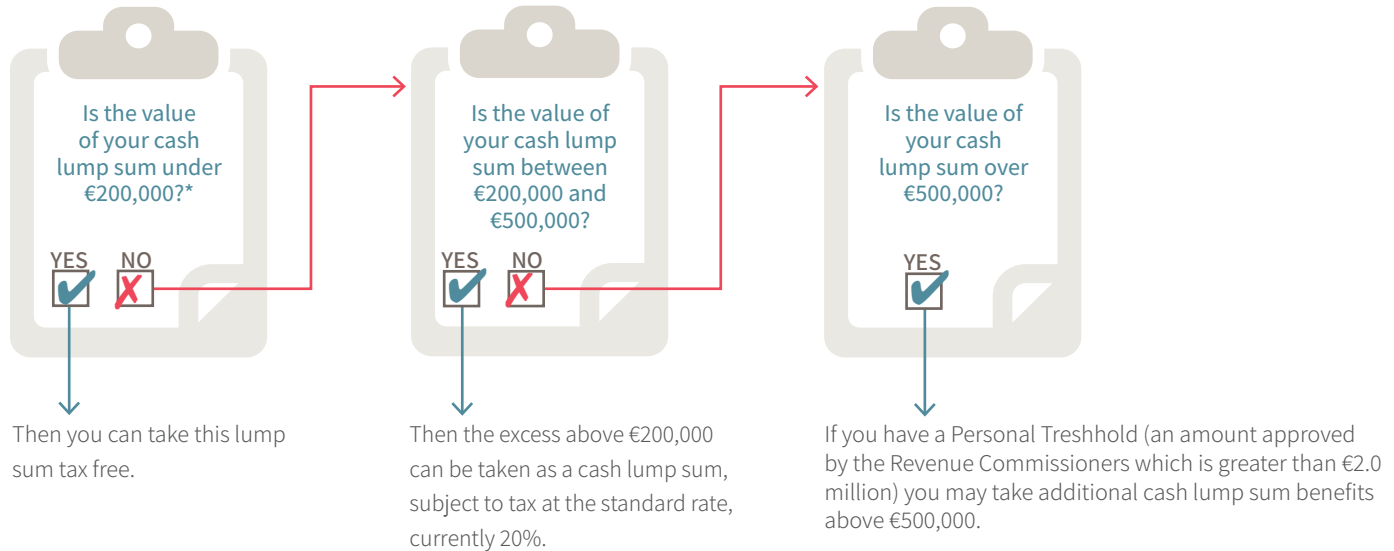 Is the value
of your cash
lump sum under
€200,000?*
YES NO
Then you can take this lump
sum tax free.
Is the value of
your cash lump
sum between
€200,000 and
€500,000?
YES NO
Then the excess above €200,000
can be taken as a cash lump sum,
subject to tax at the standard rate,
currently 20%.
Is the value of
your cash
lump sum over
€500,000?
YES
If you have a Personal Treshhold (an amount approved
by the Revenue Commissioners which is greater than €2.0
million) you may take additional cash lump sum benefits
above €500,000.